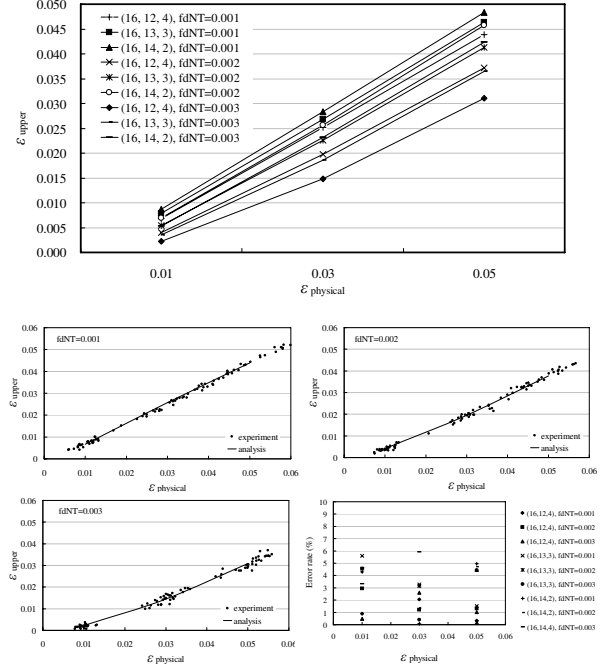 0.050
0.045
0.040
0.035
0.030
0.025
0.020
0.015
0.010
0.005
0.000
ε upper
(16, 12, 4), fdNT=0.001
(16, 13, 3), fdNT=0.001
(16, 14, 2), fdNT=0.001
(16, 12, 4), fdNT=0.002
(16, 13, 3), fdNT=0.002
(16, 14, 2), fdNT=0.002
(16, 12, 4), fdNT=0.003
(16, 13, 3), fdNT=0.003
(16, 14, 2), fdNT=0.003
0.01 0.03 0.05
ε physical
0.06
0.05
0.04
0.03
0.02
0.01
0
ε upper
fdNT=0.001
experiment
analysis
0 0.01 0.02 0.03 0.04 0.05 0.06
ε physical
0.06
0.05
0.04
0.03
0.02
0.01
0
ε upper
fdNT=0.002
experiment
analysis
0 0.02 0.04 0.06
ε physical
0.06
0.05
0.04
0.03
0.02
0.01
0
ε upper
fdNT=0.003
experiment
analysis
0 0.01 0.02 0.03 0.04 0.05 0.06
ε physical
10
9
8
7
6
5
4
3
2
1
0
Error rate (%)
0.00 0.01 0.02 0.03 0.04 0.05 0.06
ε physical
(16,12,4), fdNT=0.001
(16,12,4), fdNT=0.002
(16,12,4), fdNT=0.003
(16,13,3), fdNT=0.001
(16,13,3), fdNT=0.002
(16,13,3), fdNT=0.003
(16,14,2), fdNT=0.001
(16,14,2), fdNT=0.002
(16,14,4), fdNT=0.003